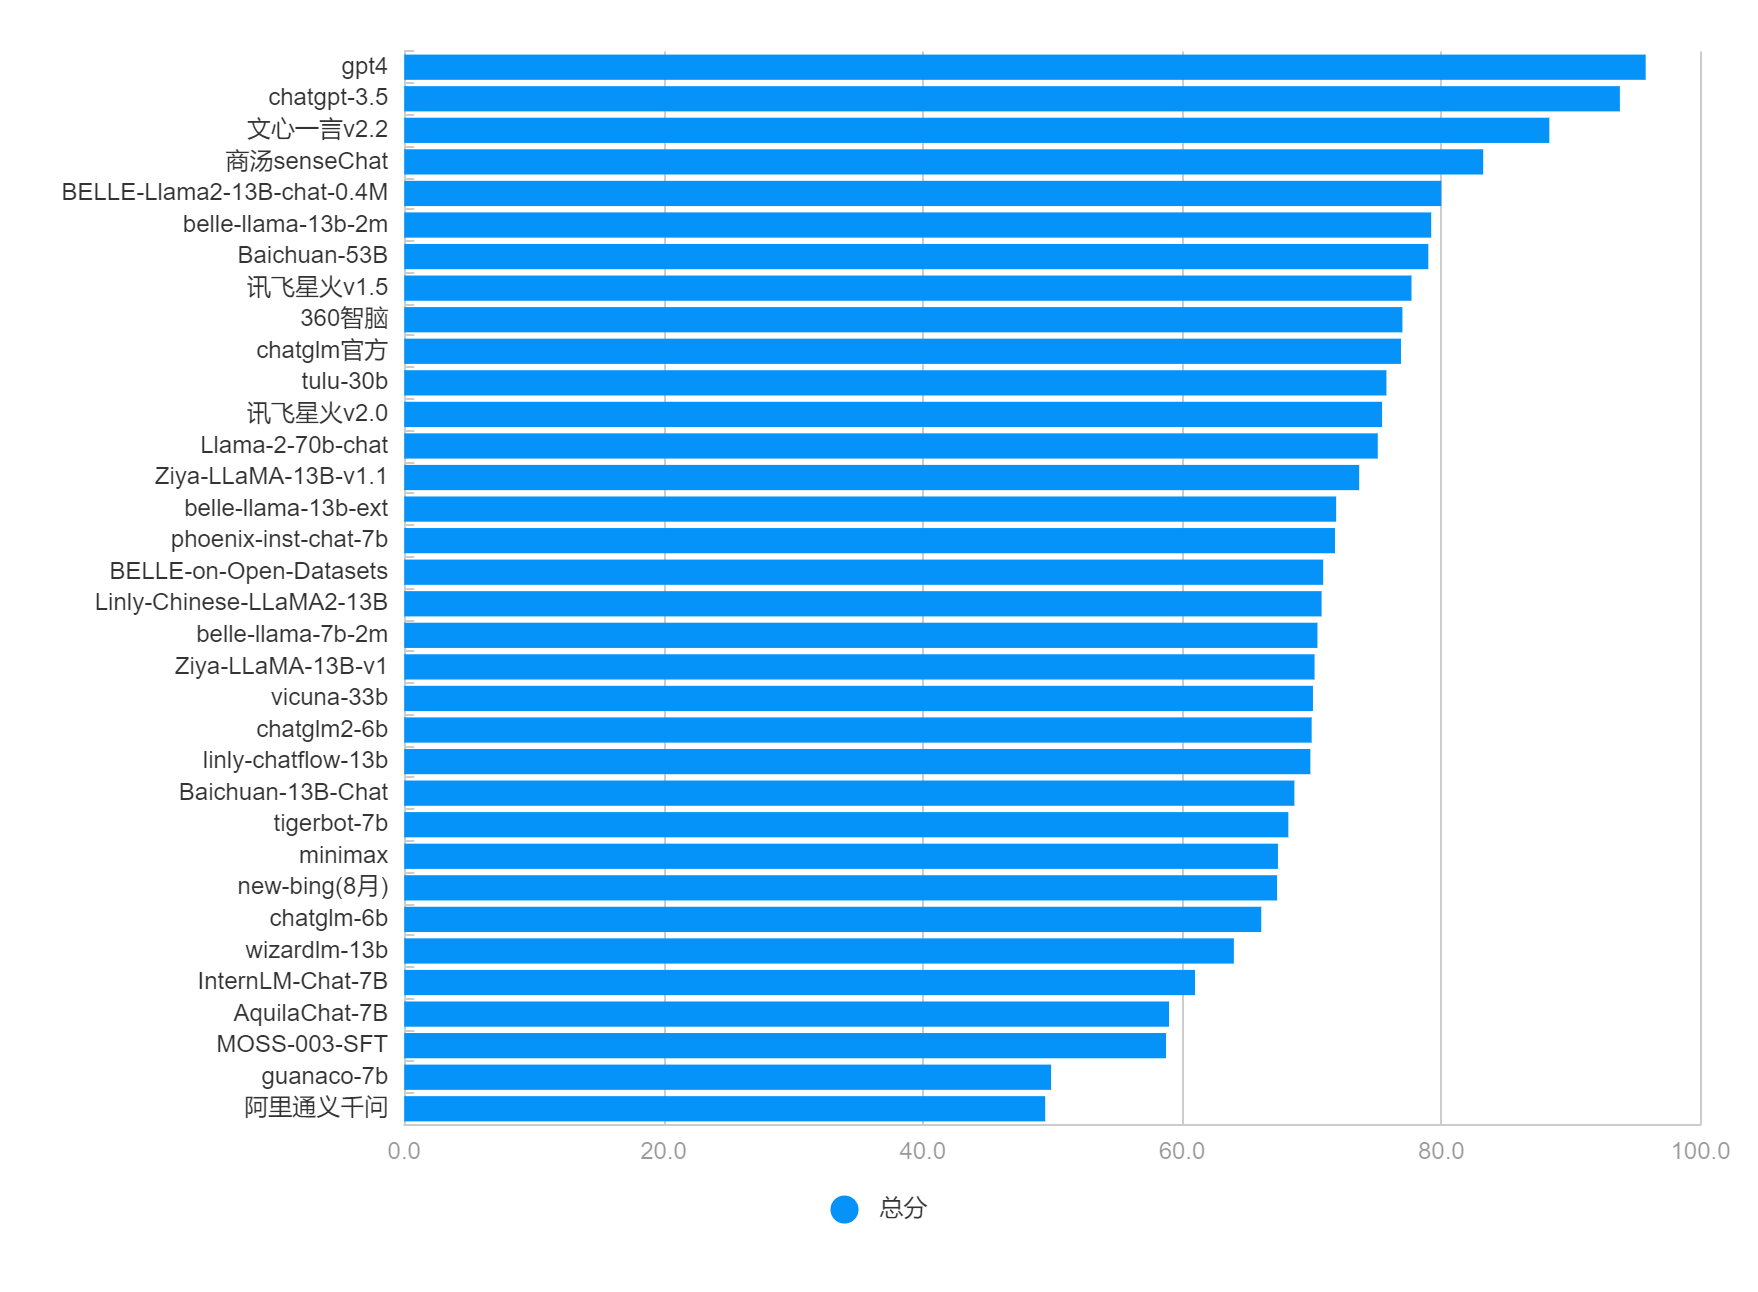 gpt4
chatgpt-3.5
文心一言v2.2
商汤senseChat
BELLE-Llama2-13B-chat-0.4M
belle-llama-13b-2m
Baichuan-53B
讯飞星火v1.5
360智脑
chatglm官方
tulu-30b
讯飞星火v2.0
Llama-2-70b-chat
Ziya-LLaMA-13B-v1.1
belle-llama-13b-ext
phoenix-inst-chat-7b
BELLE-on-Open-Datasets
Linly-Chinese-LLaMA2-13B
belle-llama-7b-2m
Ziya-LLaMA-13B-v1
vicuna-33b
chatglm2-6b
linly-chatflow-13b
Baichuan-13B-Chat
tigerbot-7b
minimax
new-bing(8月)
chatglm-6b
wizardlm-13b
InternLM-Chat-7B
AquilaChat-7B
MOSS-003-SFT
guanaco-7b
阿里通义千问
0.0 20.0 40.0 60.0 80.0 100.0
总分